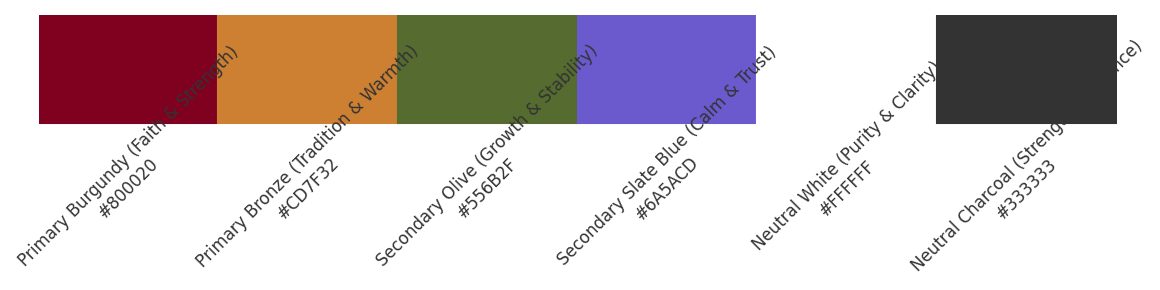 Primary Burgundy (Faith & Strength)
#800020
Primary Bronze (Tradition & Warmth)
#CD7F32
Secondary Olive (Growth & Stability)
#556B2F
Secondary Slate Blue (Calm & Trust)
#6A5ACD
Neutral White (Purity & Clarity)
#FFFFFF
Neutral Charcoal
#333333